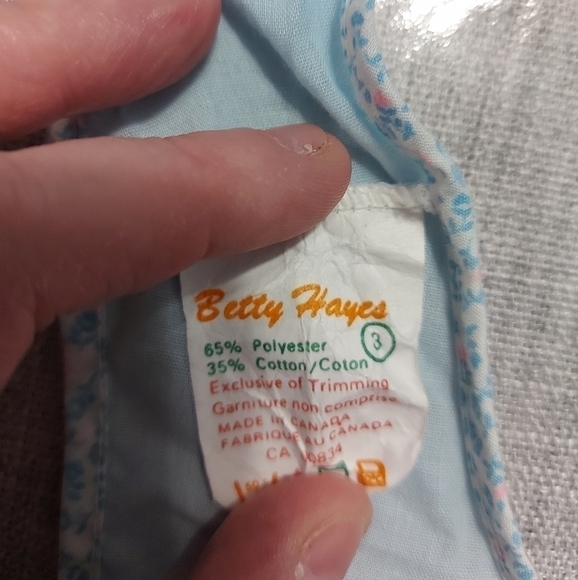 Betty Hayes
65% Polyester 3
35% Cotton/Coton
Exclusive of Trimming
Garniture non comprise
MADE IN CANADA
FABRIQUE AU CANADA
CA